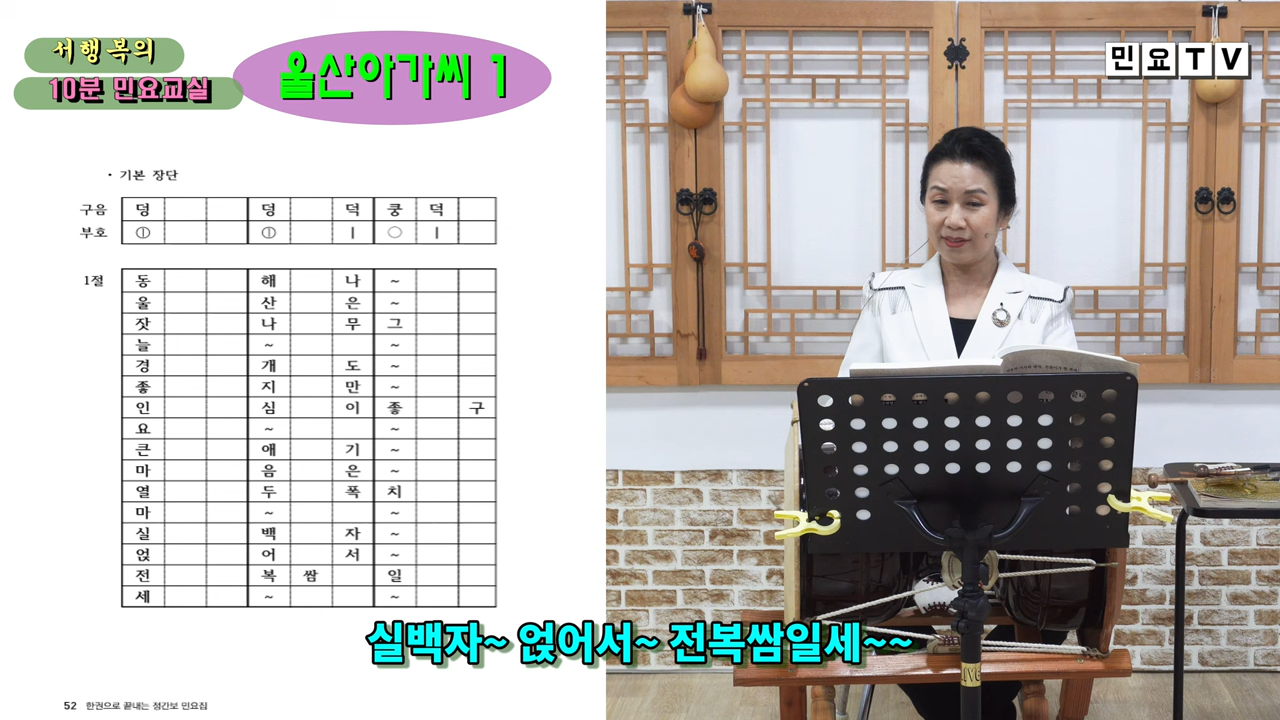 서행복의
10분 민요교실
울산아가씨 1
민요TV
• 기본 장단
구음 덩 덩 덕 쿵 덕
부호 ① ① | ○ |
1절 동 해 나 ~
울 산 은 ~
잣 나 무 그
늘 ~ ~
경 개 도 ~
좋 지 만 ~
인 심 이 좋 구
요 ~ ~
큰 애 기 ~
마 음 은 ~
열 두 폭 치
마 ~ ~
실 백 자 ~
얹 어 서 ~
전 복 쌈 일
세 ~ ~
실백자~ 얹어서~ 전복쌈일세~~
52 한권으로 끝내는 정간보 민요집